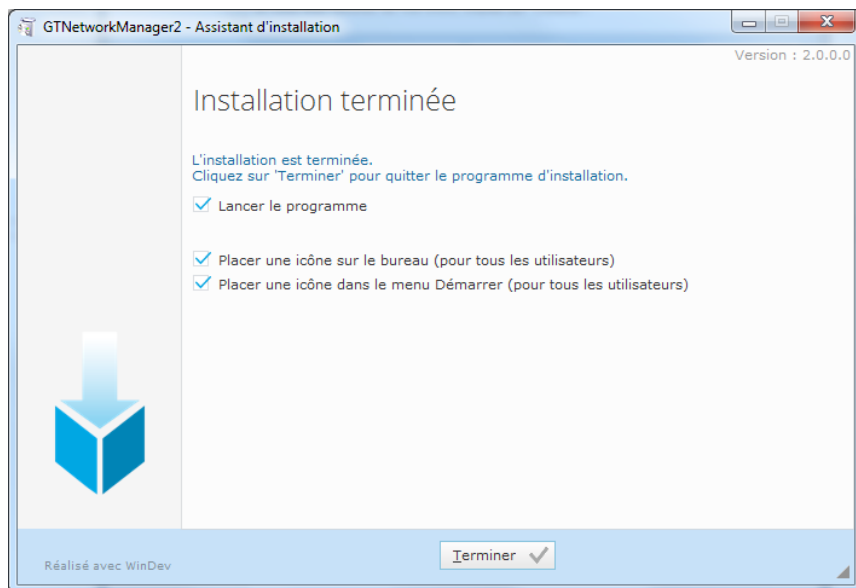 GTNetworkManager2 - Assistant d'installation
Version : 2.0.0.0
Installation terminée
L'installation est terminée.
Cliquez sur 'Terminer' pour quitter le programme d'installation.
Lancer le programme
Placer une icône sur le bureau (pour tous les utilisateurs)
Placer une icône dans le menu Démarrer (pour tous les utilisateurs)
Terminer
Réalisé avec WinDev